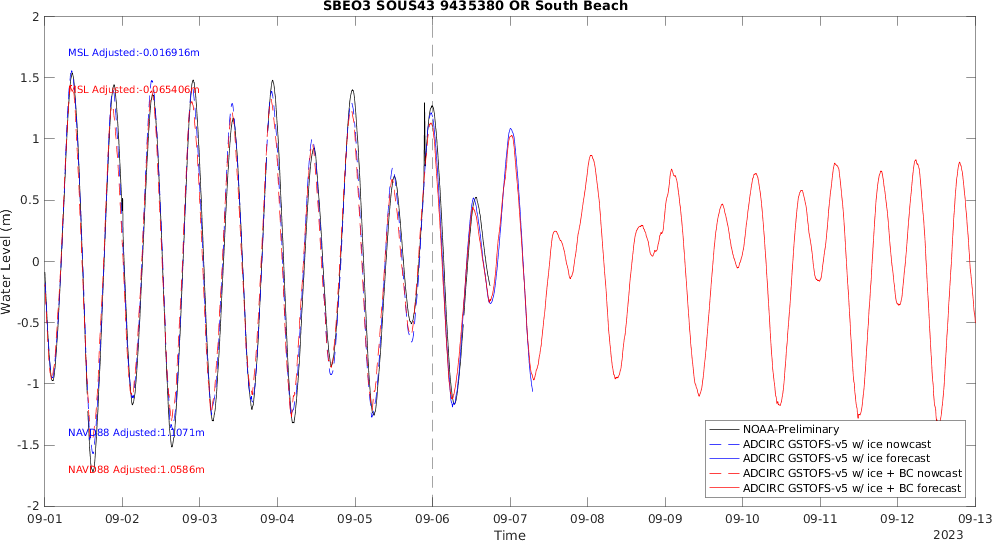 SBEO3 SOUS43 9435380 OR South Beach
2
MSL Adjusted:-0.016916m
1.5
MSL Adjusted:-0.065406m
1
0.5
0
Water Level (m)
-0.5
-1
NAVD88 Adjusted:1.1071m
-1.5
NAVD88 Adjusted:1.0586m
-2
NOAA-Preliminary
ADCIRC GSTOFS-v5 w/ ice nowcast
ADCIRC GSTOFS-v5 w/ ice forecast
ADCIRC GSTOFS-v5 w/ ice + BC nowcast
ADCIRC GSTOFS-v5 w/ ice + BC forecast
09-01 09-02 09-03 09-04 09-05 09-06 09-07 09-08 09-09 09-10 09-11 09-12 09-13
Time
2023